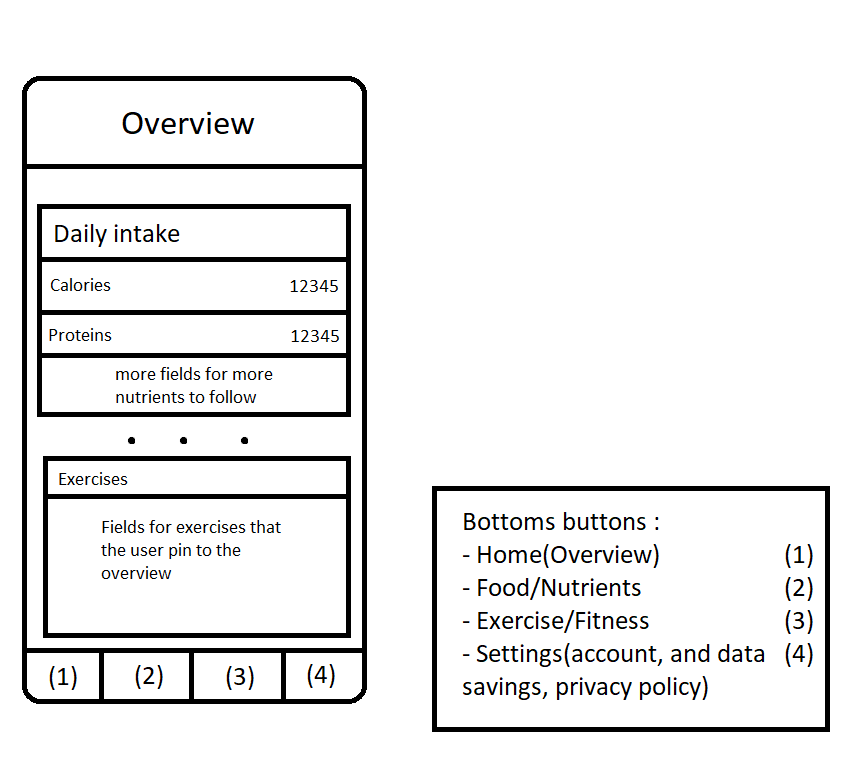 Overview
Daily intake
Calories 12345
Proteins 12345
more fields for more
nutrients to follow
Exercises
Fields for exercises that
the user pin to the
overview
(1) (2) (3) (4)
Bottoms buttons :
- Home(Overview) (1)
- Food/Nutrients (2)
- Exercise/Fitness (3)
- Settings(account, and data (4)
savings, privacy policy)